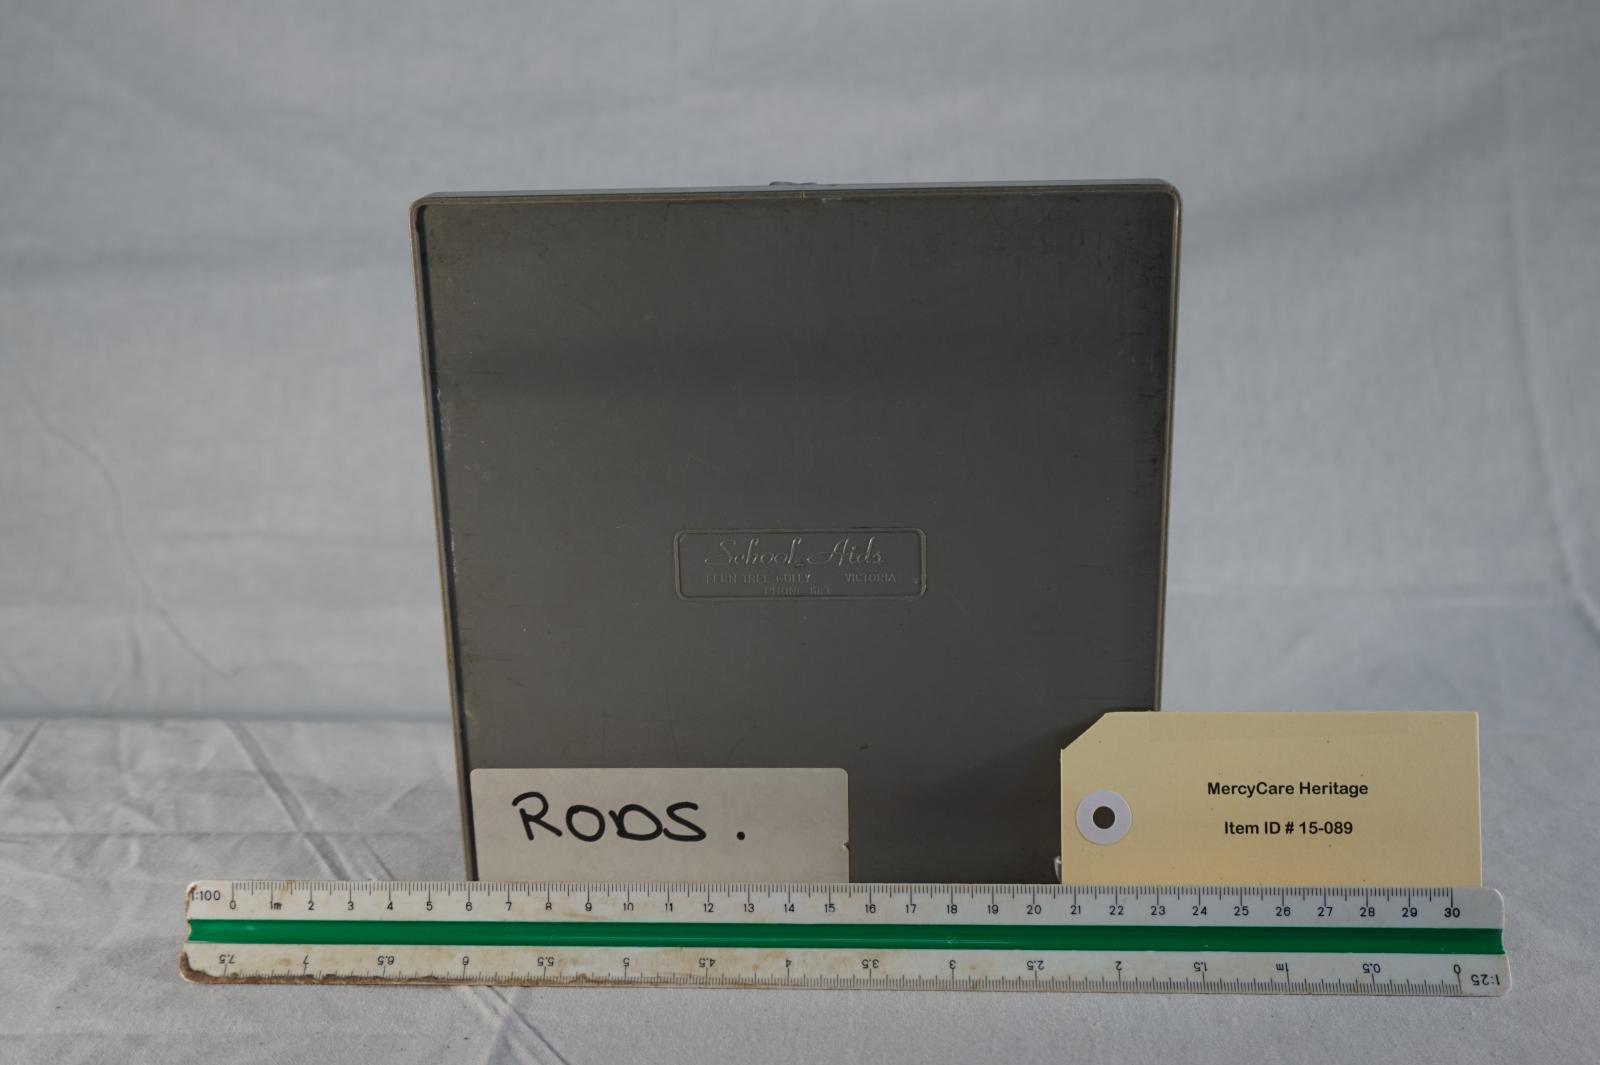 School Aids
FERN TREE GULLY VICTORIA
PHONE 583
RODS.
MercyCare Heritage
Item ID # 15-089
1:100 0 1m 2 3 4 5 6 7 8 9 10 11 12 13 14 15 16 17 18 19 20 21 22 23 24 25 26 27 28 29 30
7.5 7 6.5 6 5.5 5 4.5 4 3.5 3 2.5 2 1.5 1m 0.5 0 1:25